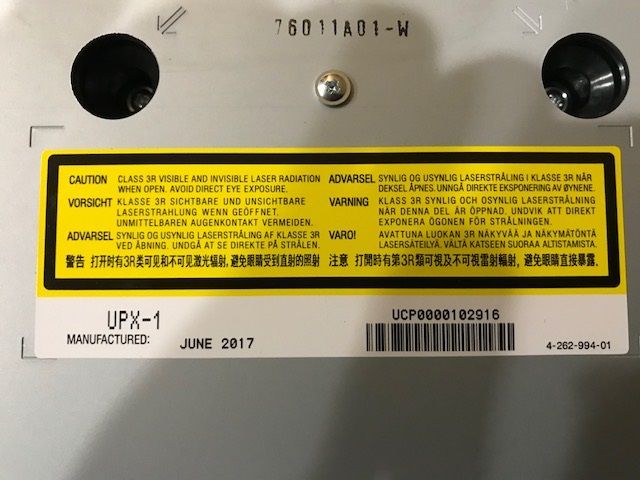 76011A01-W
CAUTION CLASS 3R VISIBLE AND INVISIBLE LASER RADIATION
WHEN OPEN. AVOID DIRECT EYE EXPOSURE.
VORSICHT KLASSE 3R SICHTBARE UND UNSICHTBARE
LASERSTRAHLUNG WENN GEÖFFNET.
UNMITTELBAREN AUGENKONTAKT VERMEIDEN.
ADVARSEL SYNLIG OG USYNLIG LASERSTRÅLING AF KLASSE 3R
VED ÅBNING. UNDGÅ AT SE DIREKTE PÅ STRÅLEN.
警告 打开时有3R类可见和不可见激光辐射,避免眼睛受到直射的照射
ADVARSEL SYNLIG OG USYNLIG LASERSTRÅLING I KLASSE 3R NÅR
DEKSEL ÅPNES.UNNGÅ DIREKTE EKSPONERING AV ØYNENE.
VARNING KLASS 3R SYNLIG OCH OSYNLIG LASERSTRÅLNING
NÄR DENNA DEL ÄR ÖPPNAD. UNDVIK ATT DIREKT
EXPONERA ÖGONEN FÖR STRÅLNINGEN.
VARO! AVATTUNA LUOKAN 3R NÄKYVÄÄ JA NÄKYMÄTÖNTÄ
LASERSÄTEILYÄ. VÄLTÄ KATSEEN SUORAA ALTISTAMISTA.
注意 打開時有第3R類可視及不可視雷射輻射, 避免眼睛直接暴露.
UPX-1
MANUFACTURED: JUNE 2017
UCP0000102916
4-262-994-01